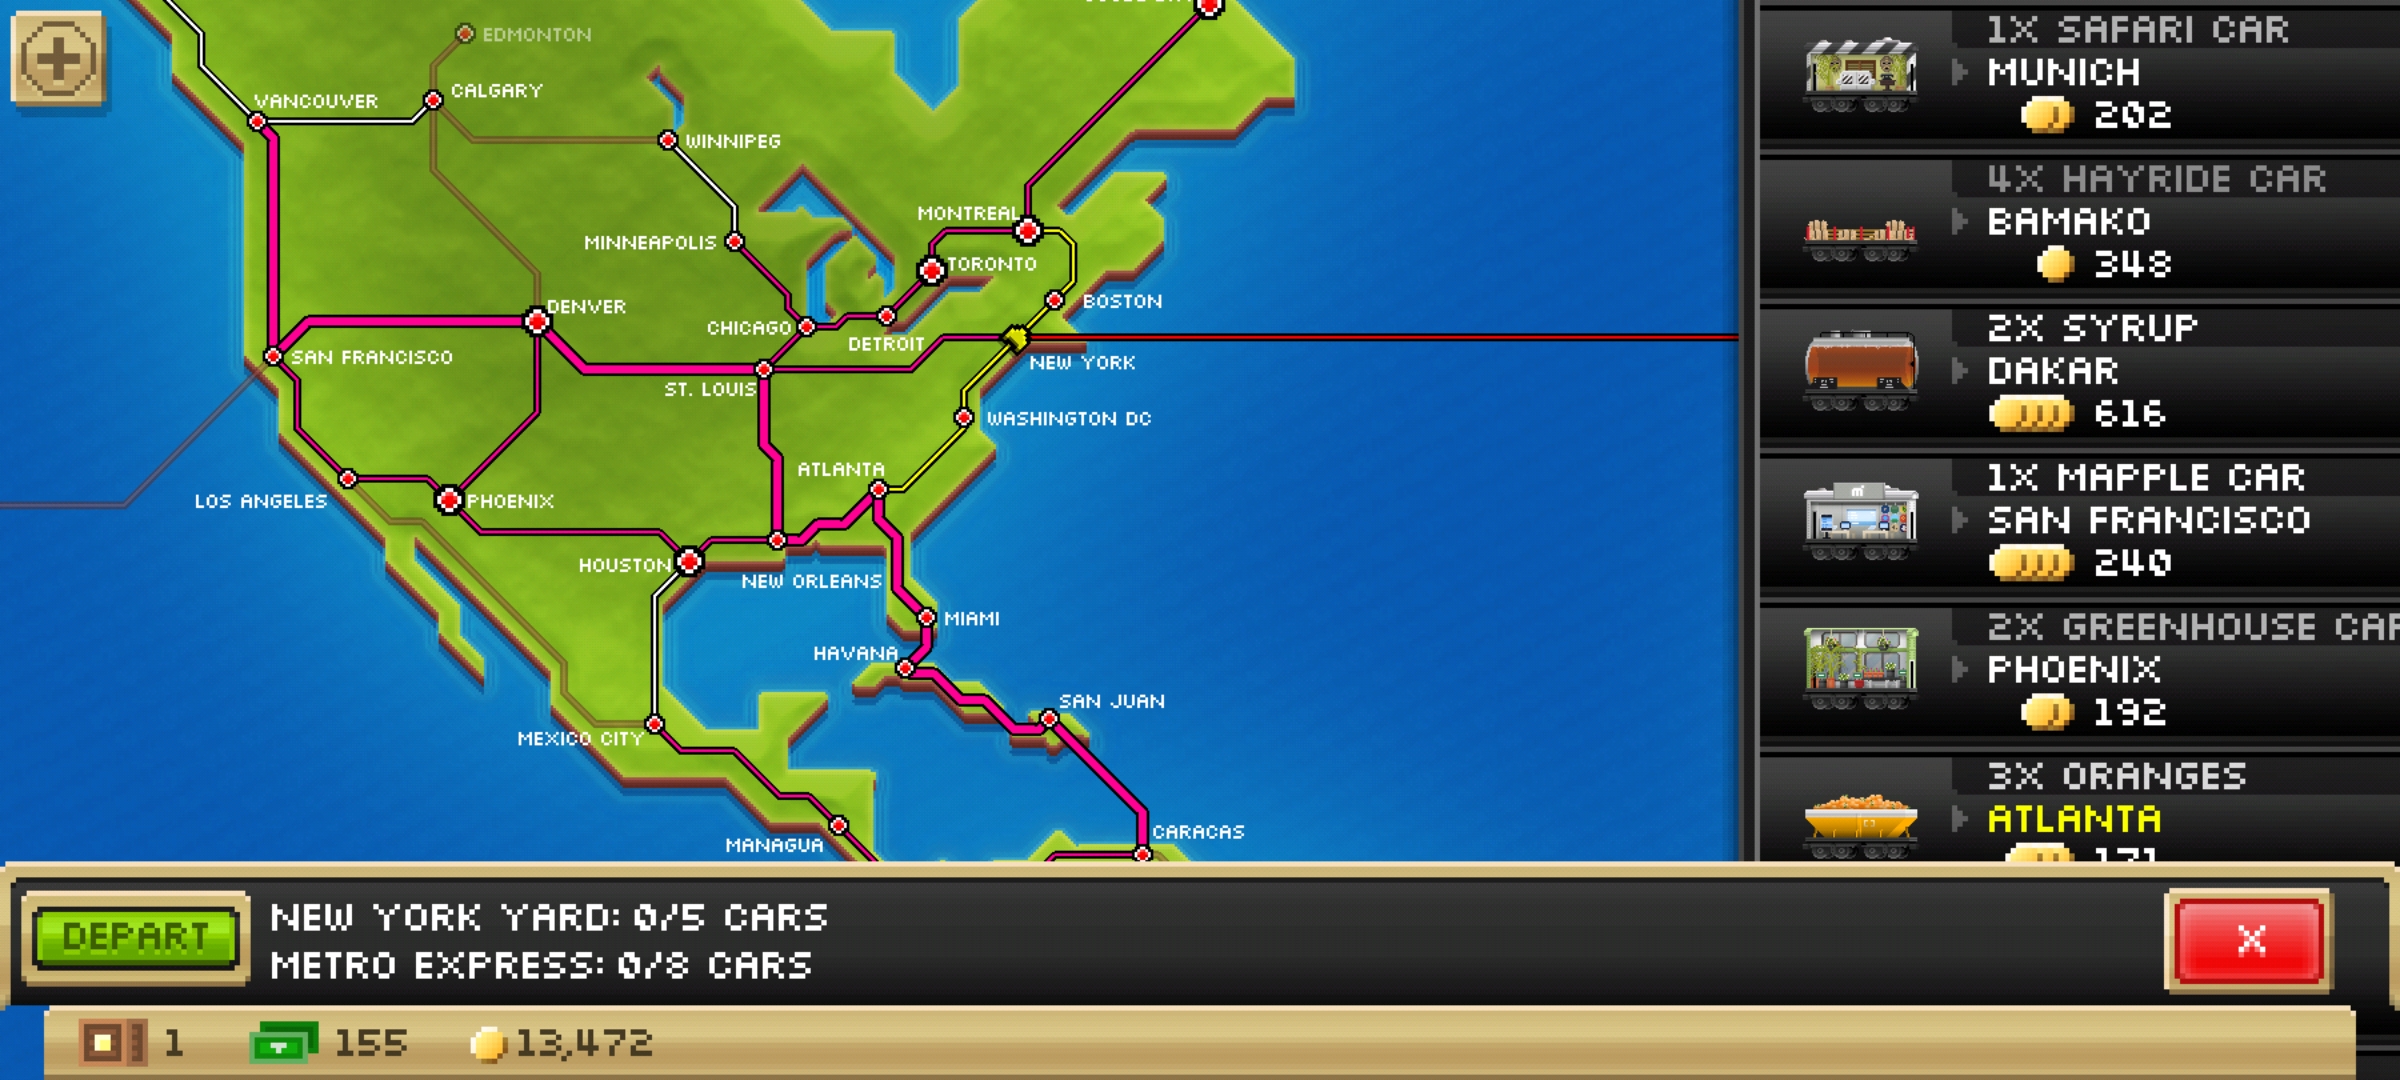 EDMONTON
CALGARY
VANCOUVER
WINNIPEG
MONTREAL
MINNEAPOLIS
TORONTO
BOSTON
DENVER
CHICAGO
DETROIT
SAN FRANCISCO
NEW YORK
ST. LOUIS
WASHINGTON DC
ATLANTA
LOS ANGELES
PHOENIX
HOUSTON
NEW ORLEANS
MIAMI
HAVANA
SAN JUAN
MEXICO CITY
MANAGUA
CARACAS
1X SAFARI CAR
MUNICH
202
4X HAYRIDE CAR
BAMAKO
348
2X SYRUP
DAKAR
616
1X MAPPLE CAR
SAN FRANCISCO
240
2X GREENHOUSE CAR
PHOENIX
192
3X ORANGES
ATLANTA
171
DEPART
NEW YORK YARD: 0/5 CARS
METRO EXPRESS: 0/8 CARS
X
1
155
13,472